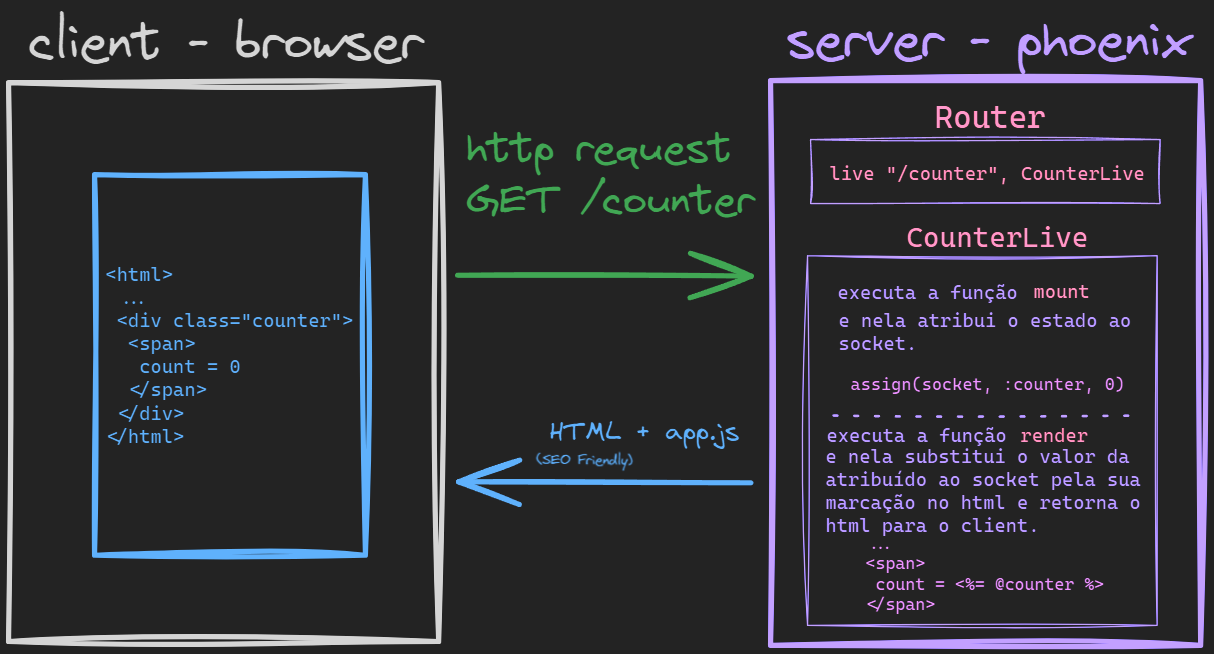 client - browser
<html>
...
<div class="counter">
<span>
count = 0
</span>
</div>
</html>
http request
GET /counter
HTML + app.js
(SEO Friendly)
server - phoenix
Router
live "/counter", CounterLive
CounterLive
executa a função mount
e nela atribui o estado ao
socket.
assign(socket, :counter, 0)
executa a função render
e nela substitui o valor da
atribuído ao socket pela sua
marcação no html e retorna o
html para o client.
...
<span>
count = <%= @counter %>
</span>